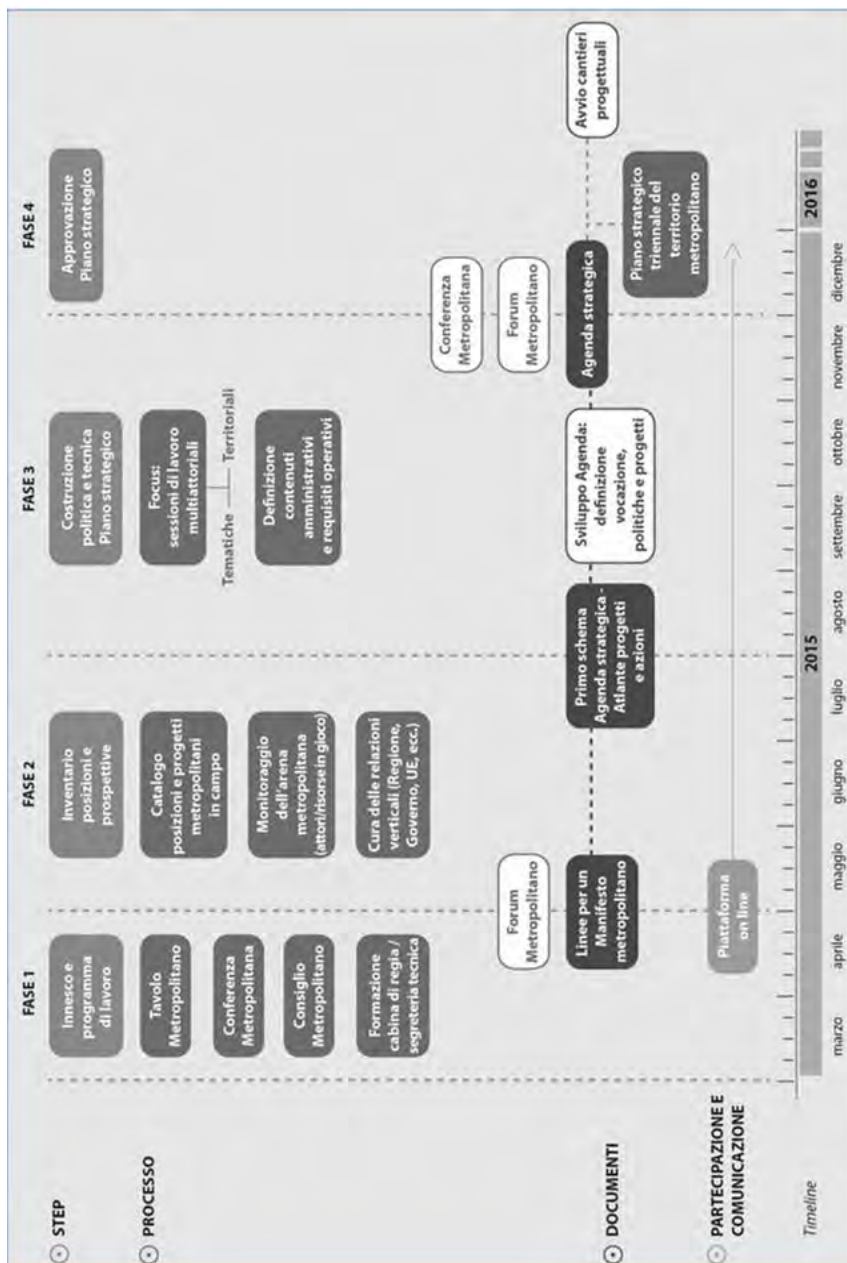 FASE 1
FASE 2
FASE 3
FASE 4
STEP
Innesco e
programma
di lavoro
Inventario
posizioni e
prospettive
Costruzione
politica e tecnica
Piano strategico
Approvazione
Piano strategico
PROCESSO
Tavolo
Metropolitano
Conferenza
Metropolitana
Consiglio
Metropolitano
Formazione
cabina di regia /
segreteria tecnica
Catalogo
posizioni e progetti
metropolitani
in campo
Monitoraggio
dell'arena
metropolitana
(attori/risorse in gioco)
Cura delle relazioni
verticali (Regione,
Governo, UE, ecc.)
Focus:
sessioni di lavoro
multiattoriali
Tematiche
Territoriali
Definizione
contenuti
amministrativi
e requisiti operativi
Forum
Metropolitano
Conferenza
Metropolitana
Forum
Metropolitano
DOCUMENTI
Linee per un
Manifesto
metropolitano
Primo schema
Agenda strategica -
Atlante progetti
e azioni
Sviluppo Agenda:
definizione
vocazione,
politiche e progetti
Agenda strategica
Avvio cantieri
progettuali
Piano strategico
triennale del
territorio
metropolitano
PARTECIPAZIONE E
COMUNICAZIONE
Piattaforma
on line
Timeline
2015
2016
marzo
aprile
maggio
giugno
luglio
agosto
settembre
ottobre
novembre
dicembre